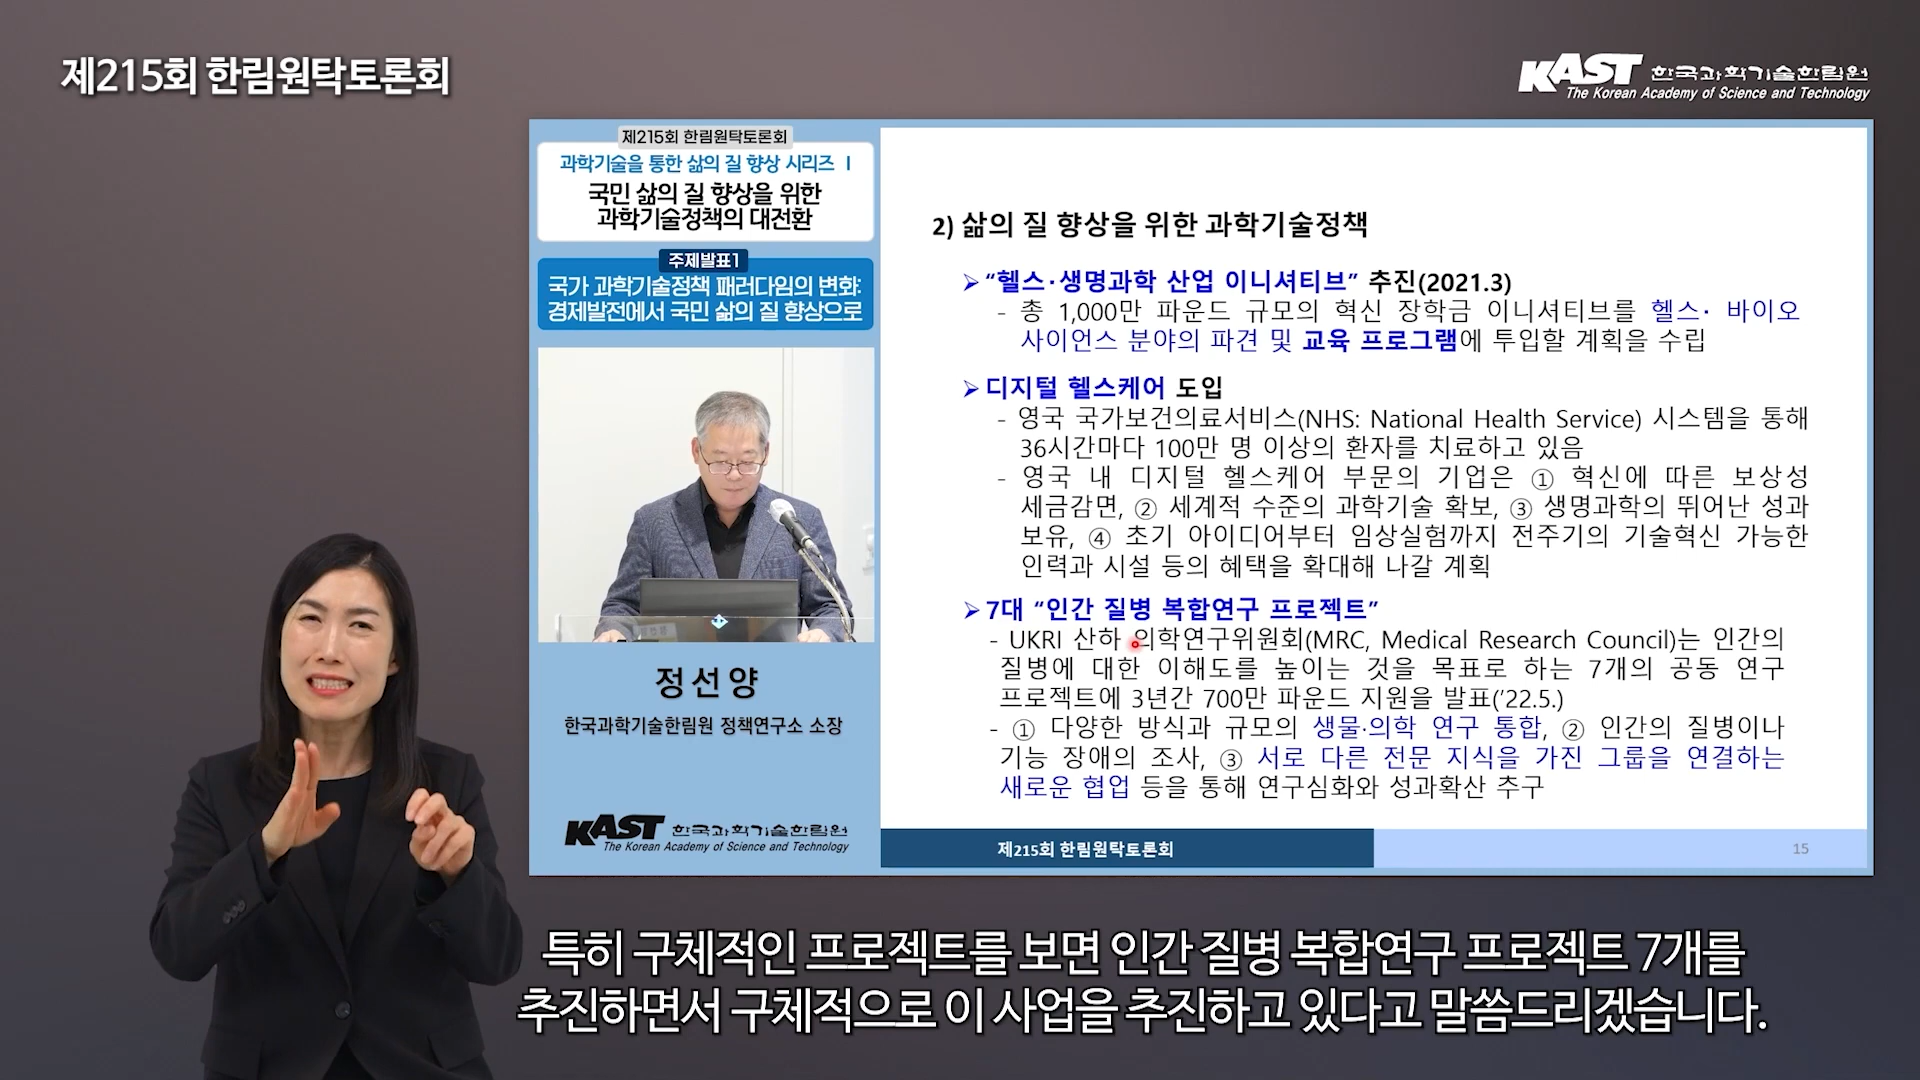 제215회 한림원탁토론회
KAST 한국과학기술한림원
The Korean Academy of Science and Technology
제215회 한림원탁토론회
과학기술을 통한 삶의 질 향상 시리즈 Ⅰ
국민 삶의 질 향상을 위한
과학기술정책의 대전환
주제발표1
국가 과학기술정책 패러다임의 변화:
경제발전에서 국민 삶의 질 향상으로
정선양
한국과학기술한림원 정책연구소 소장
KAST 한국과학기술한림원
The Korean Academy of Science and Technology
2) 삶의 질 향상을 위한 과학기술정책
➢ “헬스·생명과학 산업 이니셔티브” 추진(2021.3)
- 총 1,000만 파운드 규모의 혁신 장학금 이니셔티브를 헬스· 바이오
사이언스 분야의 파견 및 교육 프로그램에 투입할 계획을 수립
➢ 디지털 헬스케어 도입
- 영국 국가보건의료서비스(NHS: National Health Service) 시스템을 통해
36시간마다 100만 명 이상의 환자를 치료하고 있음
- 영국 내 디지털 헬스케어 부문의 기업은 ① 혁신에 따른 보상성
세금감면, ② 세계적 수준의 과학기술 확보, ③ 생명과학의 뛰어난 성과
보유, ④ 초기 아이디어부터 임상실험까지 전주기의 기술혁신 가능한
인력과 시설 등의 혜택을 확대해 나갈 계획
➢ 7대 “인간 질병 복합연구 프로젝트”
- UKRI 산하 의학연구위원회(MRC, Medical Research Council)는 인간의
질병에 대한 이해도를 높이는 것을 목표로 하는 7개의 공동 연구
프로젝트에 3년간 700만 파운드 지원을 발표(’22.5.)
- ① 다양한 방식과 규모의 생물·의학 연구 통합, ② 인간의 질병이나
기능 장애의 조사, ③ 서로 다른 전문 지식을 가진 그룹을 연결하는
새로운 협업 등을 통해 연구심화와 성과확산 추구
제215회 한림원탁토론회
15
특히 구체적인 프로젝트를 보면 인간 질병 복합연구 프로젝트 7개를
추진하면서 구체적으로 이 사업을 추진하고 있다고 말씀드리겠습니다.